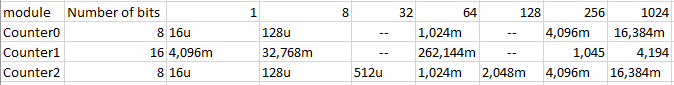 module Number of bits 1 8 32 64 128 256 1024
Counter0 8 16u 128u -- 1,024m -- 4,096m 16,384m
Counter1 16 4,096m 32,768m -- 262,144m -- 1,045 4,194
Counter2 8 16u 128u 512u 1,024m 2,048m 4,096m 16,384m